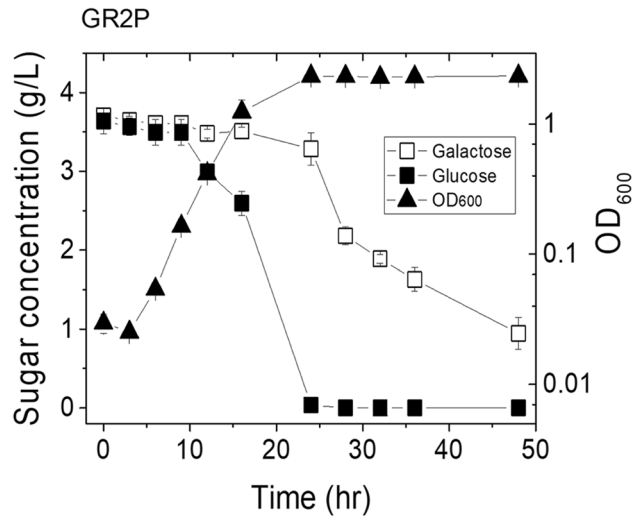 GR2P
Sugar concentration (g/L)
4
3
2
1
0
Galactose
Glucose
OD600
1
0.1
0.01
OD600
0
10
20
30
40
50
Time (hr)